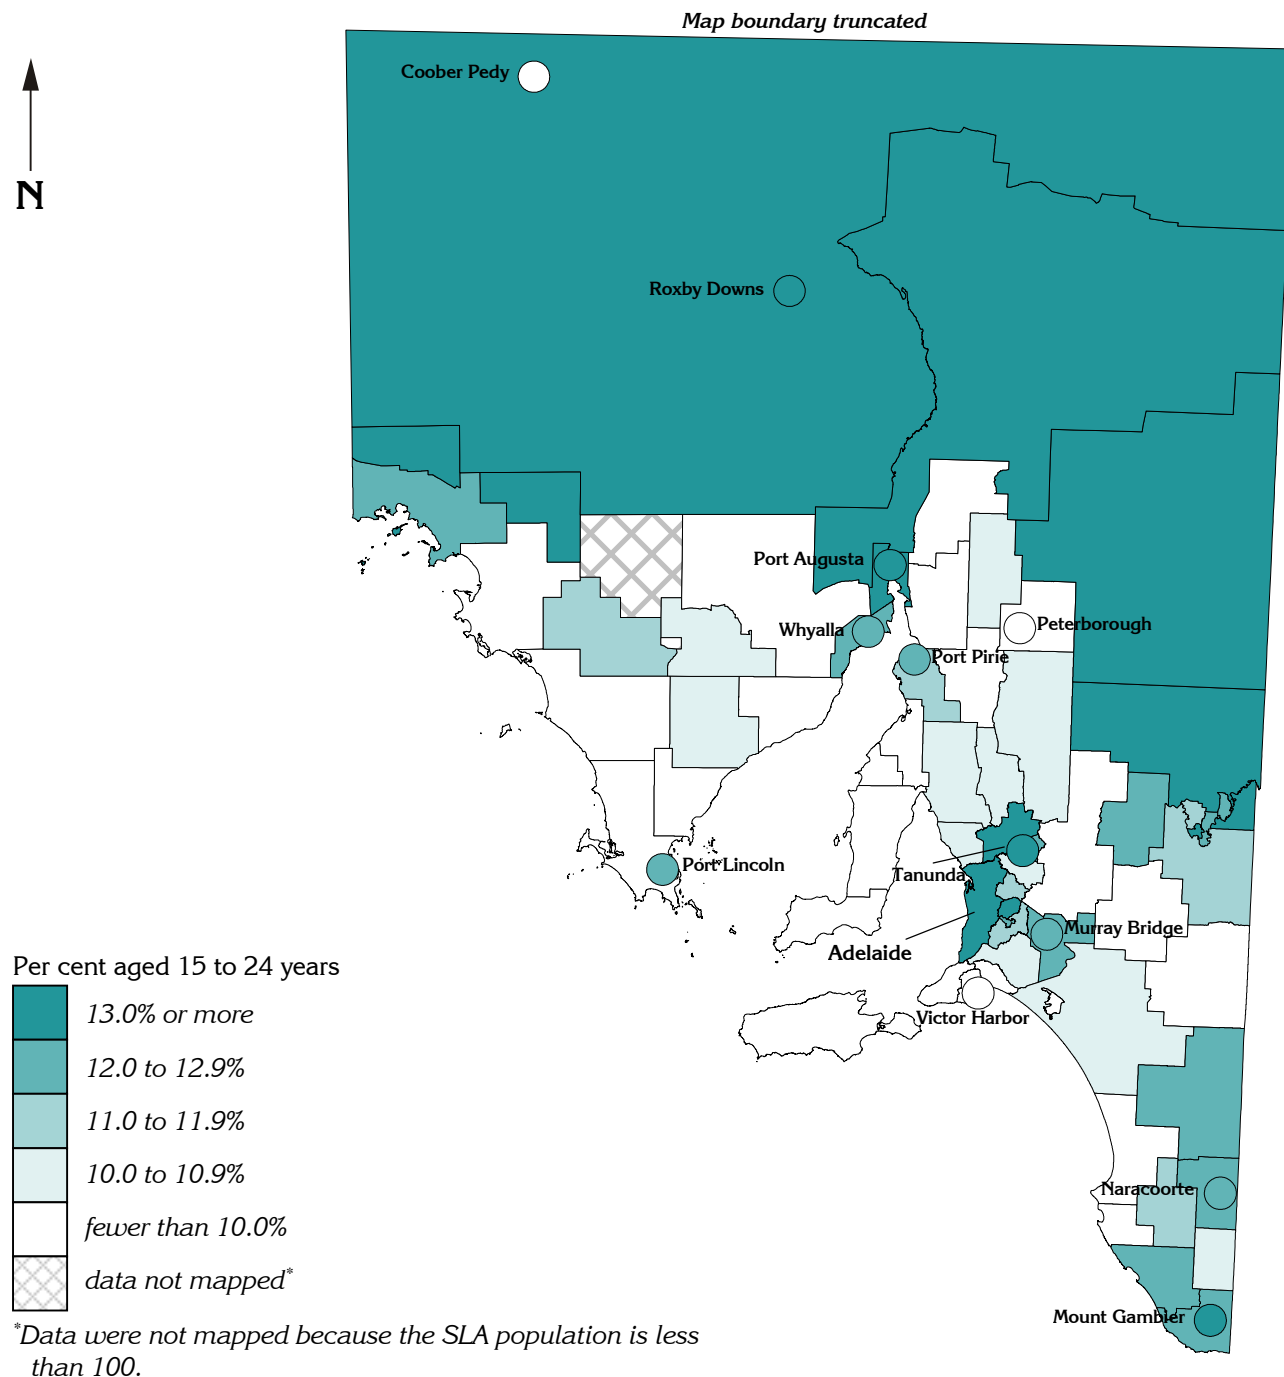 Map boundary truncated
Coober Pedy
N
Roxby Downs
Port Augusta
Whyalla
Peterborough
Port Pirie
Port Lincoln
Tanunda
Murray Bridge
Adelaide
Victor Harbor
Per cent aged 15 to 24 years
13.0% or more
12.0 to 12.9%
11.0 to 11.9%
10.0 to 10.9%
fewer than 10.0%
data not mapped*
Naracoorte
Mount Gambier
*Data were not mapped because the SLA population is less
than 100.